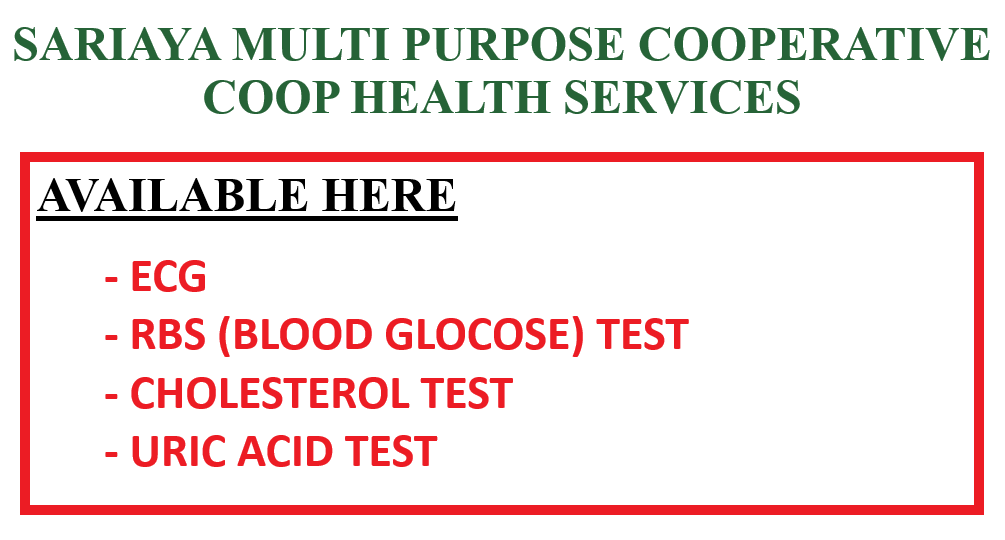 SARIAYA MULTI PURPOSE COOPERATIVE
COOP HEALTH SERVICES
AVAILABLE HERE
- ECG
- RBS (BLOOD GLOCOSE) TEST
- CHOLESTEROL TEST
- URIC ACID TEST